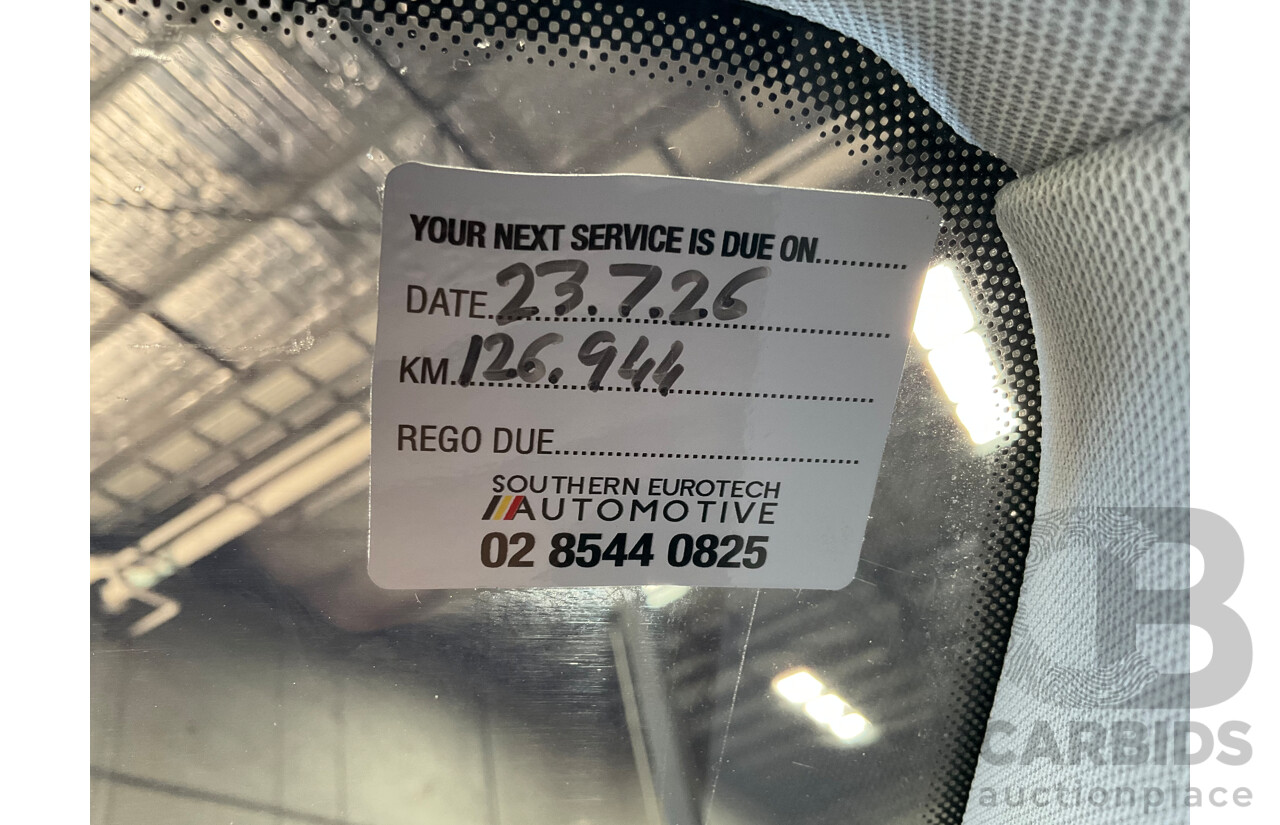 YOUR NEXT SERVICE IS DUE ON...........
DATE 23.7.26
KM. 126.944
REGO DUE
SOUTHERN EUROTECH
AUTOMOTIVE
02 8544 0825
CB
CARBIDS
auctionplace